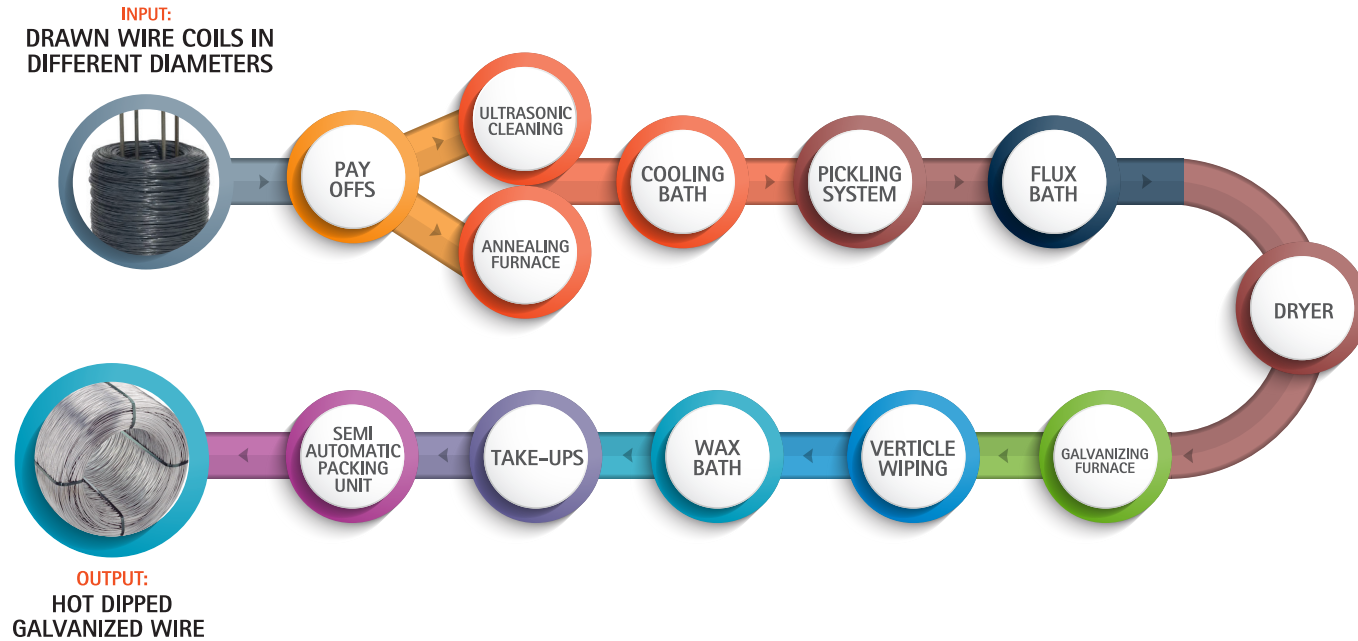 INPUT:
DRAWN WIRE COILS IN
DIFFERENT DIAMETERS
PAY
OFFS
ULTRASONIC
CLEANING
ANNEALING
FURNACE
COOLING
BATH
PICKLING
SYSTEM
FLUX
BATH
DRYER
GALVANIZING
FURNACE
VERTICLE
WIPING
WAX
BATH
TAKE-UPS
SEMI
AUTOMATIC
PACKING
UNIT
OUTPUT:
HOT DIPPED
GALVANIZED WIRE